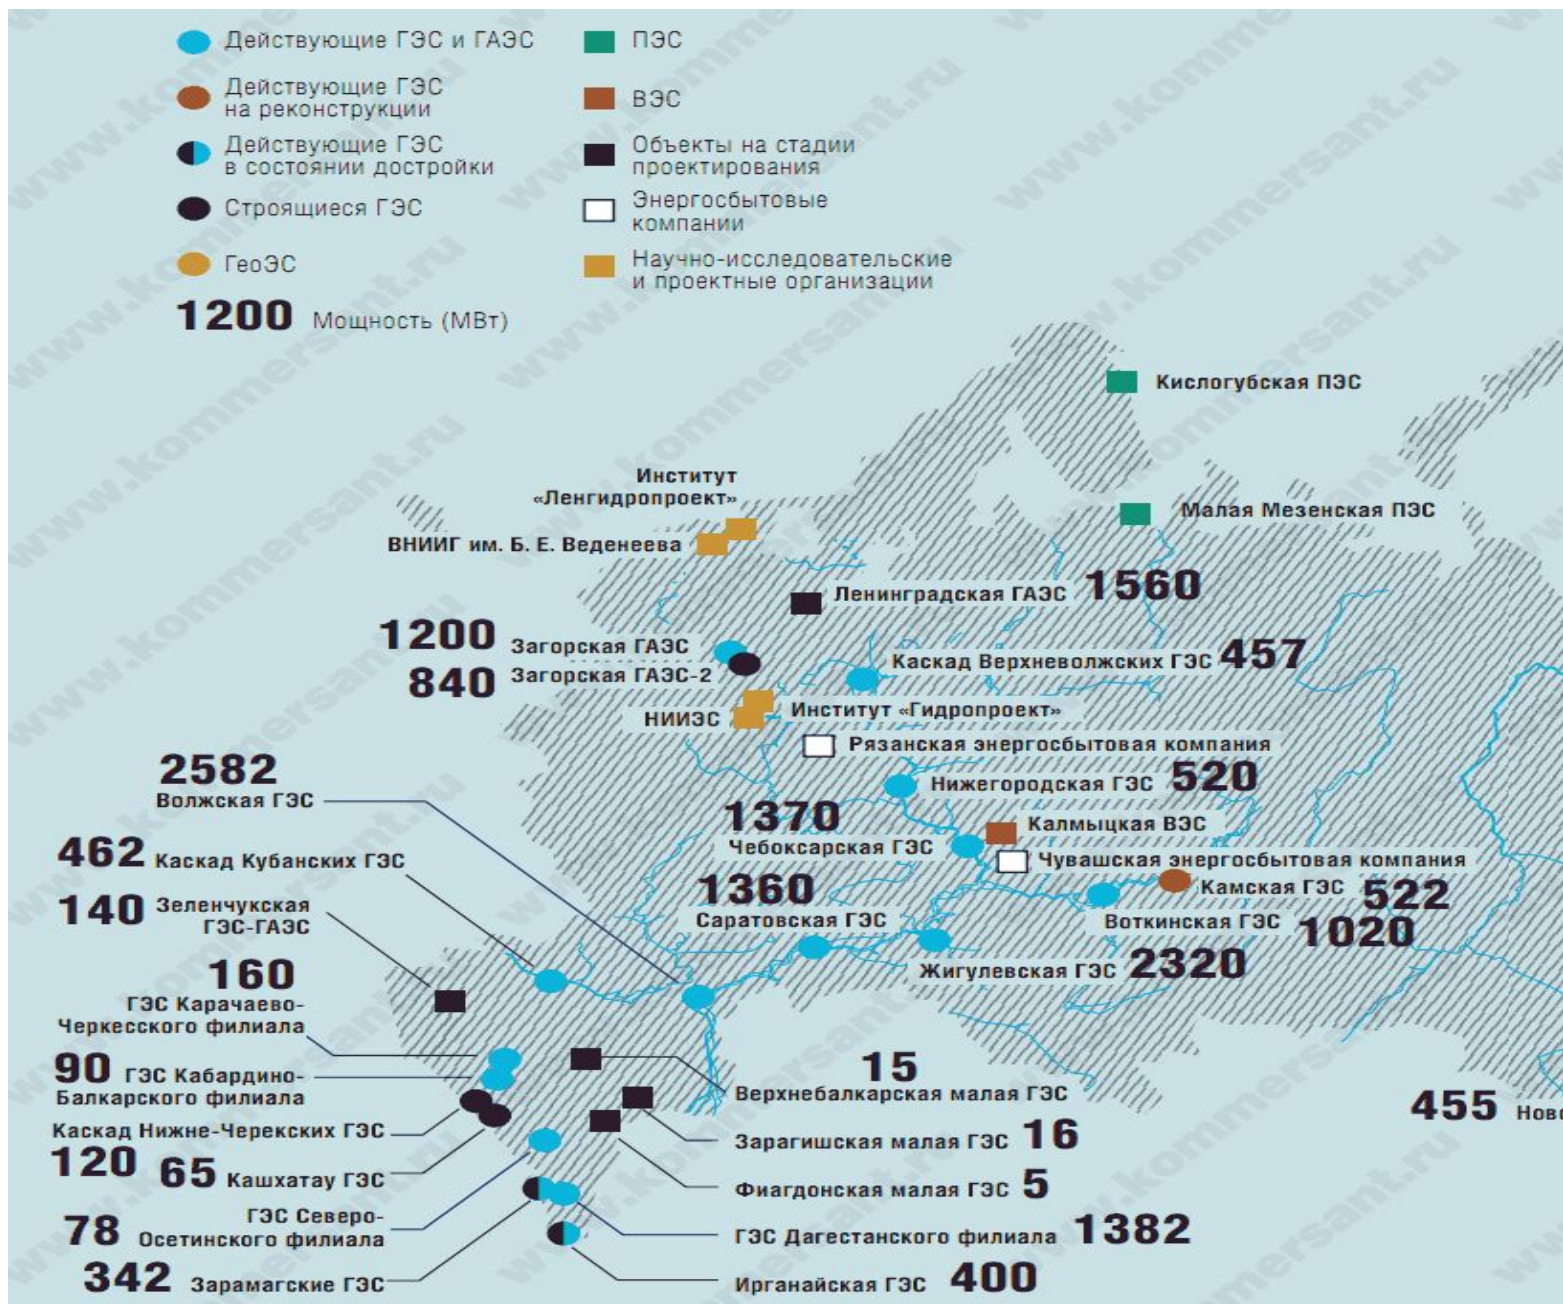 Действующие ГЭС и ГАЭС
Действующие ГЭС
на реконструкции
Действующие ГЭС
в состоянии достройки
Строящиеся ГЭС
ГеоЭС
1200 Мощность (МВт)
ПЭС
ВЭС
Объекты на стадии
проектирования
Энергосбытовые
компании
Научно-исследовательские
и проектные организации
Кислогубская ПЭС
Институт
«Ленгидропроект»
Малая Мезенская ПЭС
ВНИИГ им. Б. Е. Веденеева
Ленинградская ГАЭС 1560
1200 Загорская ГАЭС
840 Загорская ГАЭС-2
Каскад Верхневолжских ГЭС 457
НИИЭС
Институт «Гидропроект»
Рязанская энергосбытовая компания
2582
Волжская ГЭС
Нижегородская ГЭС 520
1370
Чебоксарская ГЭС
Калмыцкая ВЭС
Чувашская энергосбытовая компания
462 Каскад Кубанских ГЭС
1360
Саратовская ГЭС
Камская ГЭС 522
Воткинская ГЭС 1020
140 Зеленчукская
ГЭС-ГАЭС
Жигулевская ГЭС 2320
160
ГЭС Карачаево-
Черкесского филиала
90 ГЭС Кабардино-
Балкарского филиала
15
Верхнебалкарская малая ГЭС
455 Ново
Каскад Нижне-Черекских ГЭС
120
Зарагишская малая ГЭС 16
65 Кашхатау ГЭС
Фиагдонская малая ГЭС 5
78 ГЭС Северо-
Осетинского филиала
ГЭС Дагестанского филиала 1382
342 Зарамагские ГЭС
Ирганайская ГЭС 400
www.kommersant.ru